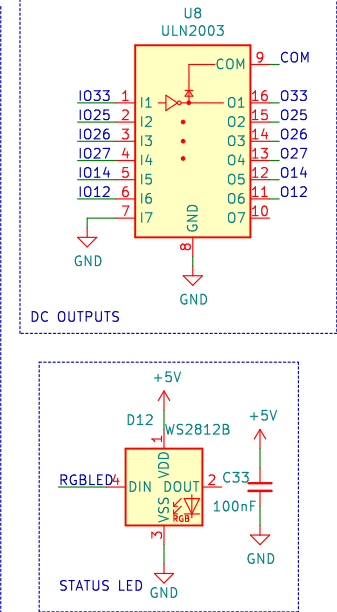 U8
ULN2003
COM 9 COM
IO33 1 I1 O1 16 O33
IO25 2 I2 O2 15 O25
IO26 3 I3 O3 14 O26
IO27 4 I4 O4 13 O27
IO14 5 I5 O5 12 O14
IO12 6 I6 O6 11 O12
7 I7 O7 10
GND
8
GND
GND
DC OUTPUTS
+5V
D12
WS2812B
+5V
1
VDD
RGBLED 4 DIN DOUT 2
C33
100nF
VSS
RGB
3
GND
GND
STATUS LED